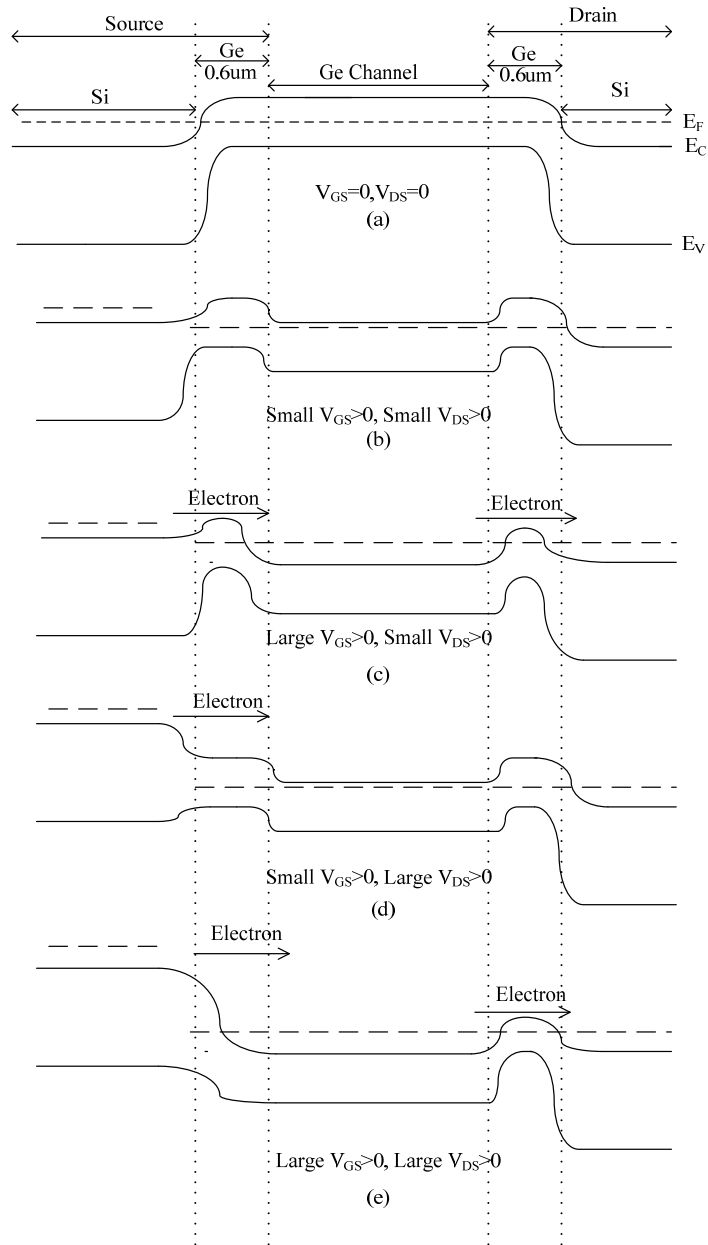 Source
Drain
Ge
0.6um
Ge Channel
Ge
0.6um
Si
Si
E_F
E_C
V_GS=0,V_DS=0
(a)
E_V
Small V_GS>0, Small V_DS>0
(b)
Electron
Electron
Large V_GS>0, Small V_DS>0
(c)
Electron
Small V_GS>0, Large V_DS>0
(d)
Electron
Electron
Large V_GS>0, Large V_DS>0
(e)